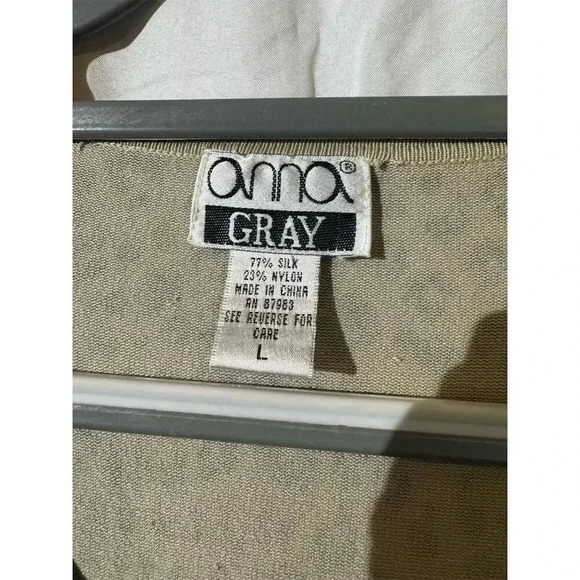 anna®
GRAY
77% SILK
23% NYLON
MADE IN CHINA
RN 87983
SEE REVERSE FOR
CARE
L